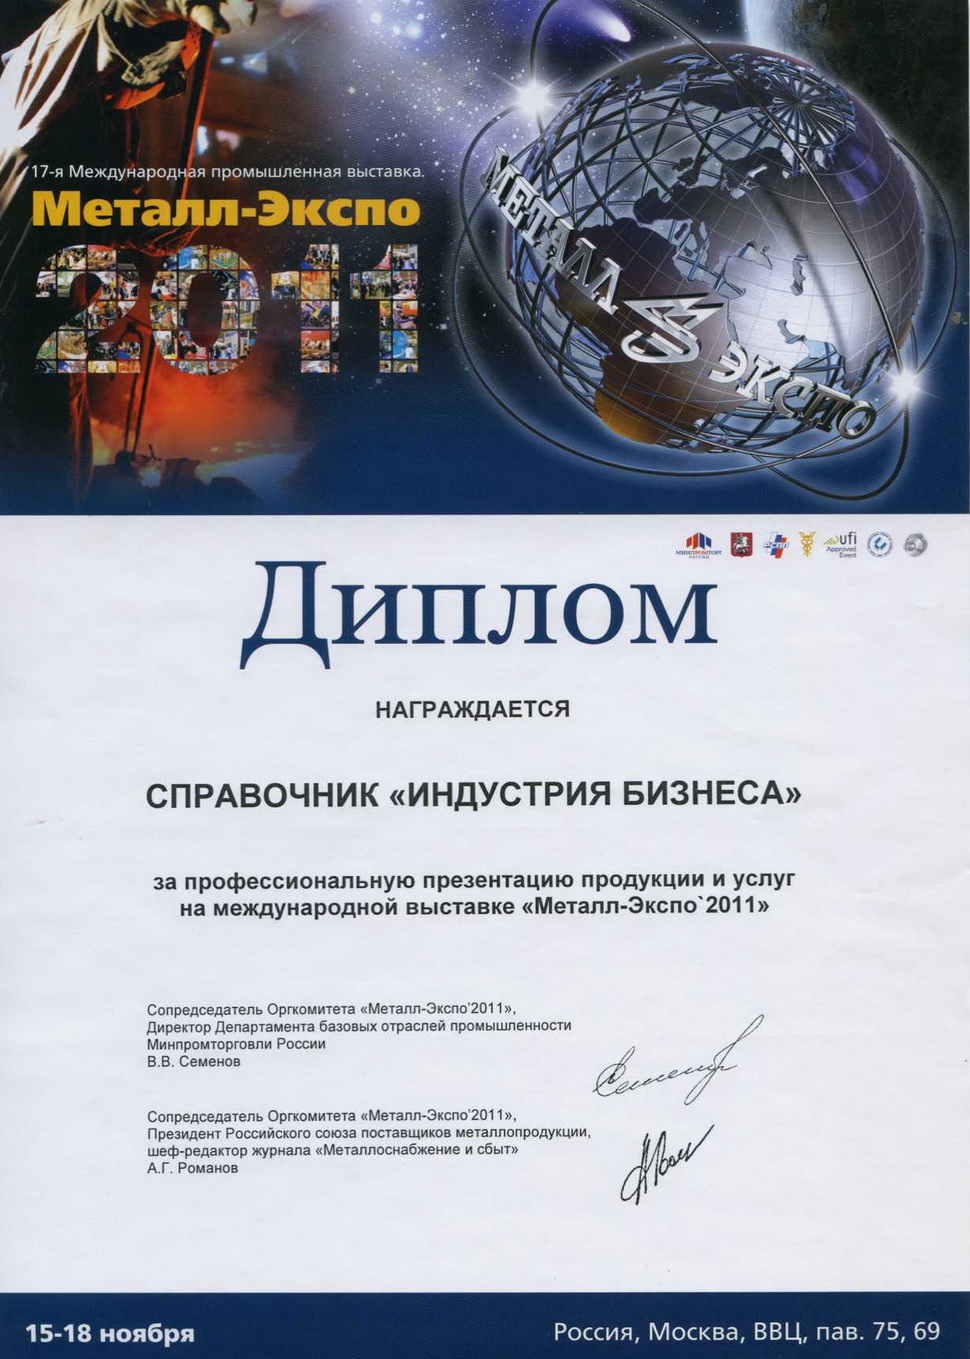 17-я Международная промышленная выставка.
Металл-Экспо
2011
МЕТАЛЛ ЭКСПО
МИНПРОМТОРГ
РОССИИ
РСПП
ufi
Approved
Event
Диплом
НАГРАЖДАЕТСЯ
СПРАВОЧНИК «ИНДУСТРИЯ БИЗНЕСА»
за профессиональную презентацию продукции и услуг
на международной выставке «Металл-Экспо`2011»
Сопредседатель Оргкомитета «Металл-Экспо'2011»,
Директор Департамента базовых отраслей промышленности
Минпромторговли России
В.В. Семенов
Сопредседатель Оргкомитета «Металл-Экспо'2011»,
Президент Российского союза поставщиков металлопродукции,
шеф-редактор журнала «Металлоснабжение и сбыт»
А.Г. Романов
15-18 ноября
Россия, Москва, ВВЦ, пав. 75, 69